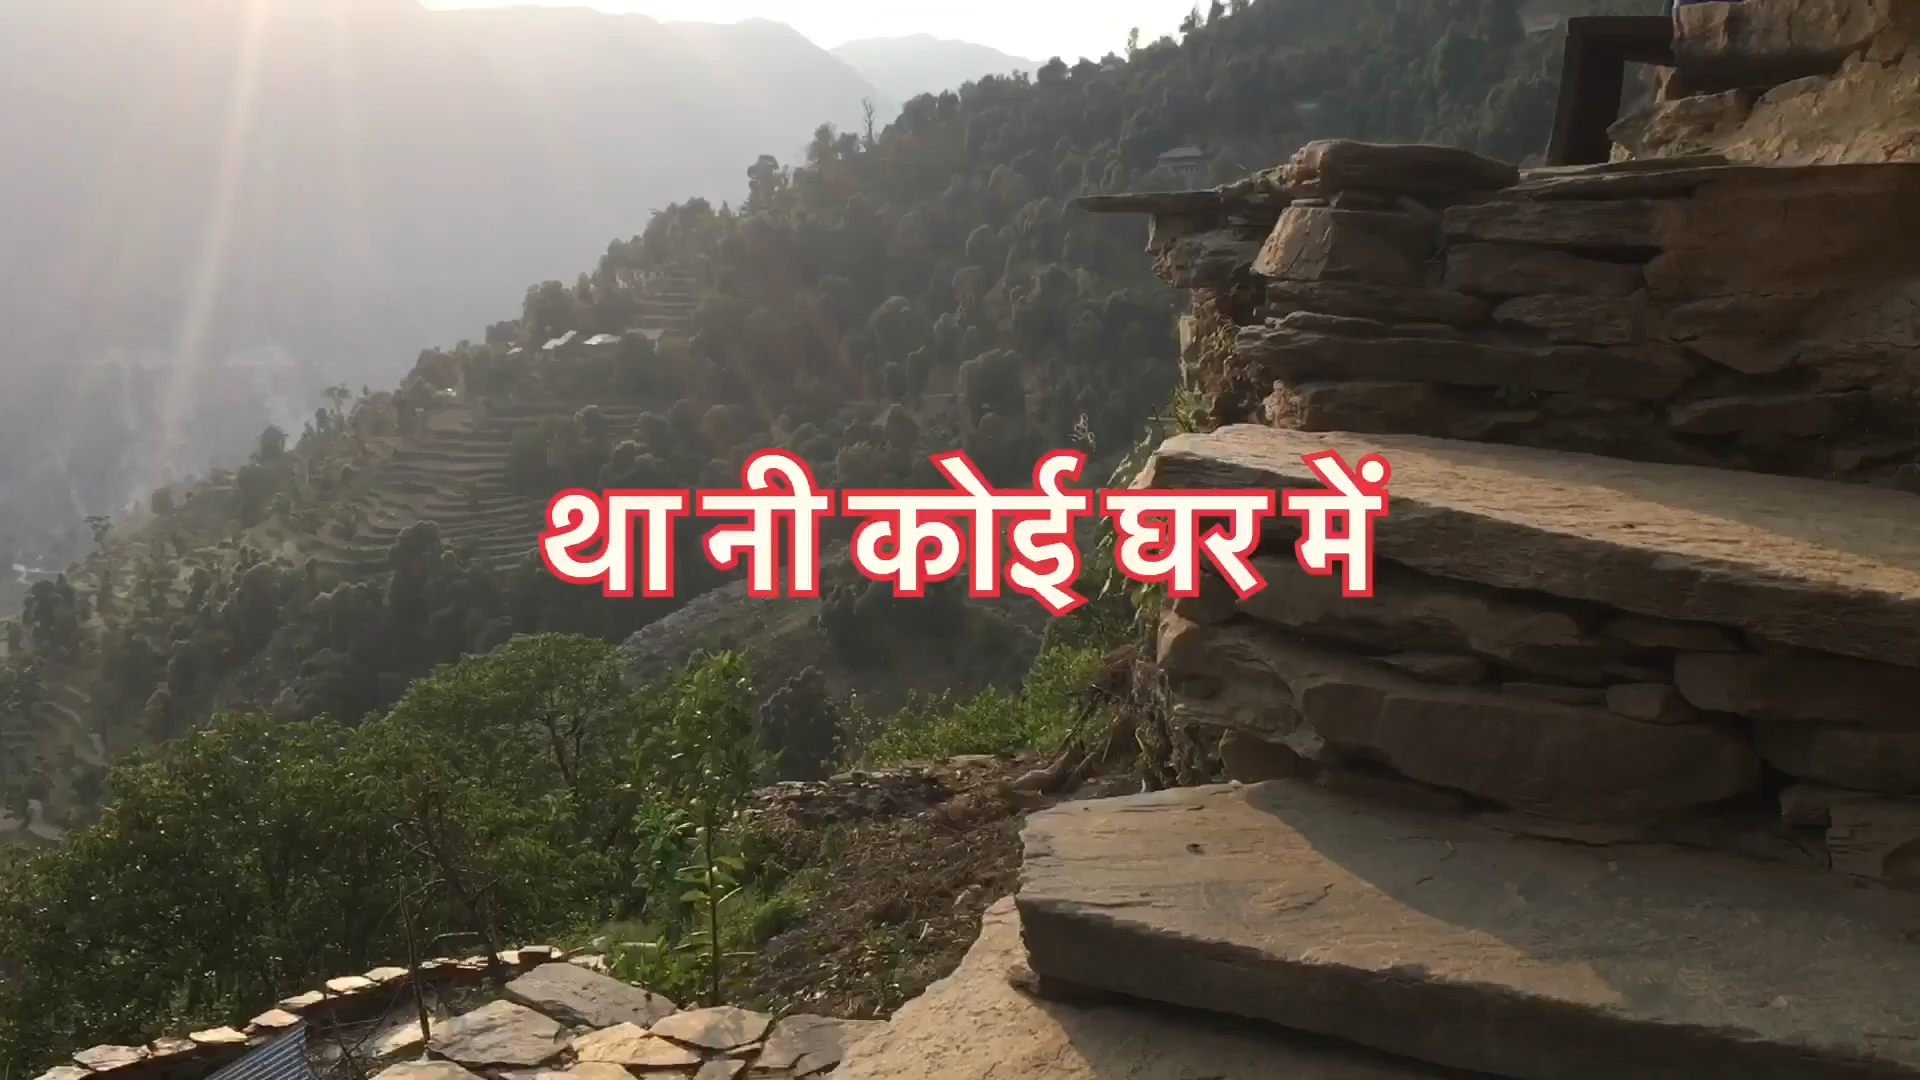 था नी कोई घर में